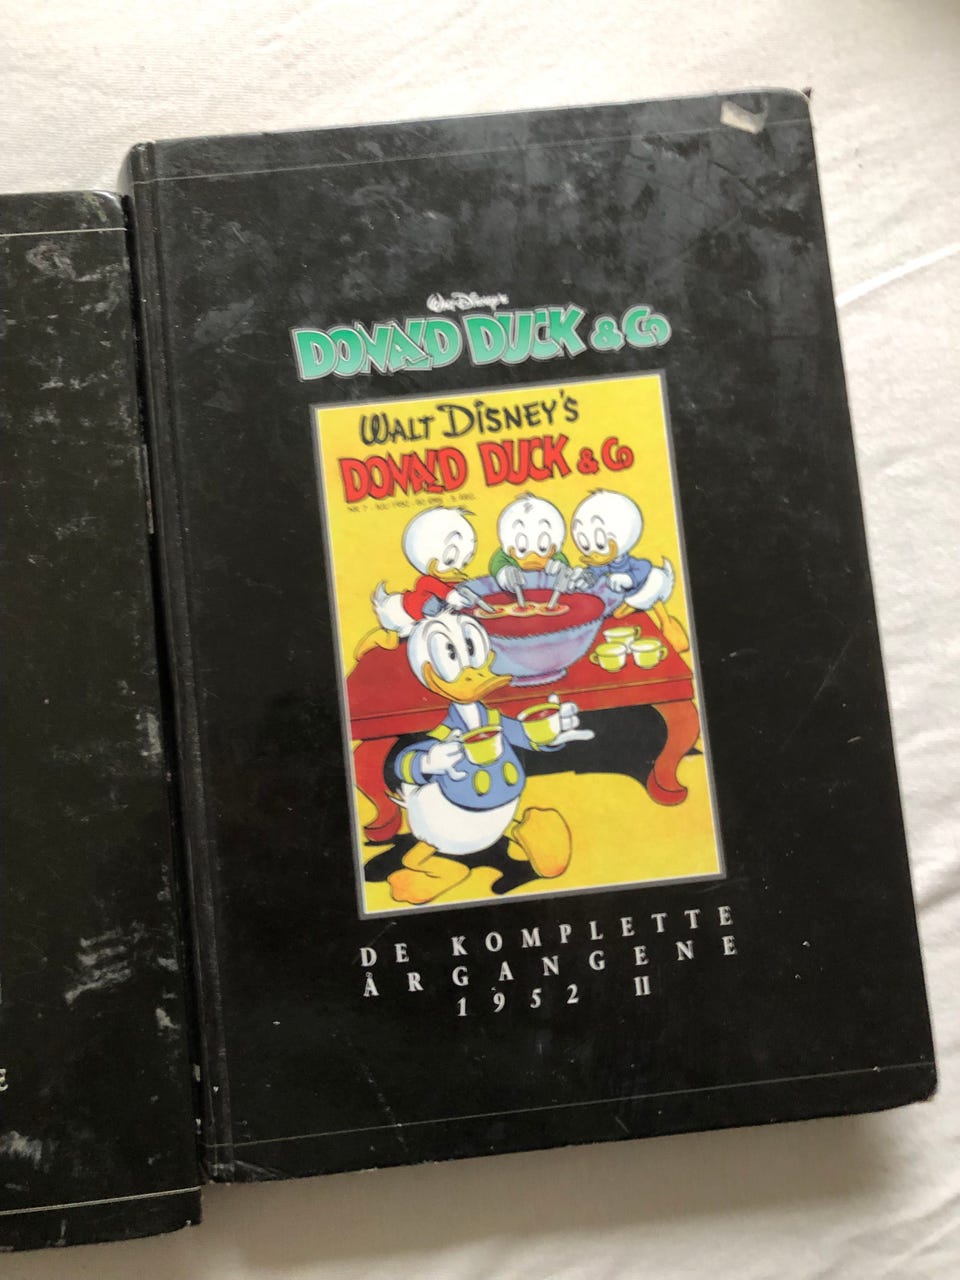 Walt Disney's
DONALD DUCK & Co
WALT DISNEY'S
DONALD DUCK & Co
DE KOMPLETTE
ÅRGANGENE
1952 II
E